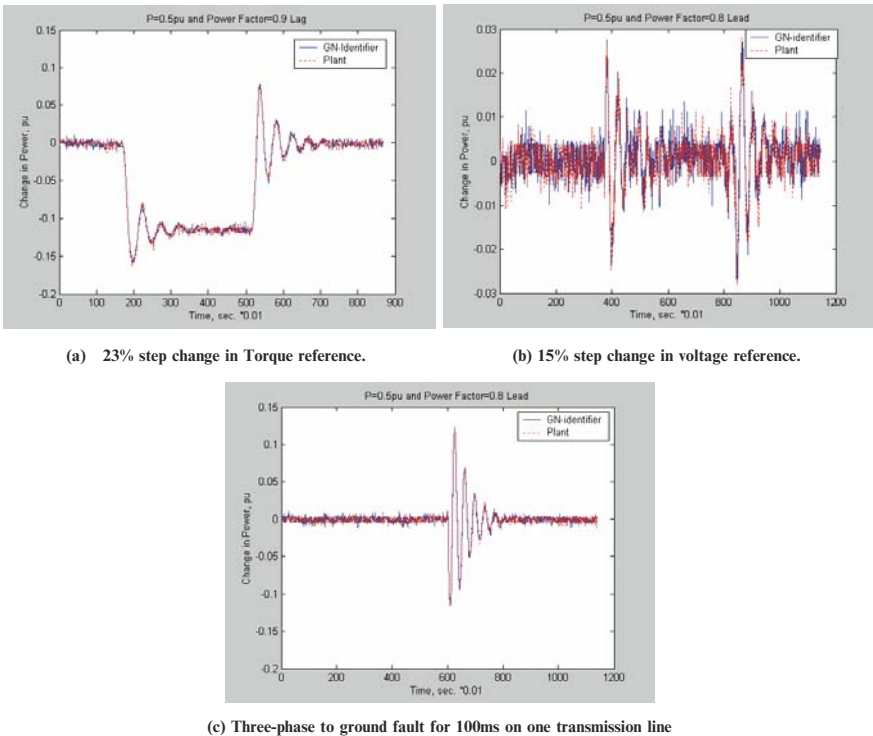 P=0.5pu and Power Factor=0.9 Lag
0.15
0.1
0.05
0
-0.05
-0.1
-0.15
-0.2
Change in Power, pu
GN-Identifier
Plant
0 100 200 300 400 500 600 700 800 900
Time, sec. *0.01
P=0.5pu and Power Factor=0.8 Lead
0.03
0.02
0.01
0
-0.01
-0.02
-0.03
Change in Power, pu
GN-identifier
Plant
0 200 400 600 800 1000 1200
Time, sec. *0.01
(a) 23% step change in Torque reference.
(b) 15% step change in voltage reference.
P=0.5pu and Power Factor=0.8 Lead
0.15
0.1
0.05
0
-0.05
-0.1
-0.15
-0.2
Change in Power, pu
GN-identifier
Plant
0 200 400 600 800 1000 1200
Time, sec. *0.01
(c) Three-phase to ground fault for 100ms on one transmission line